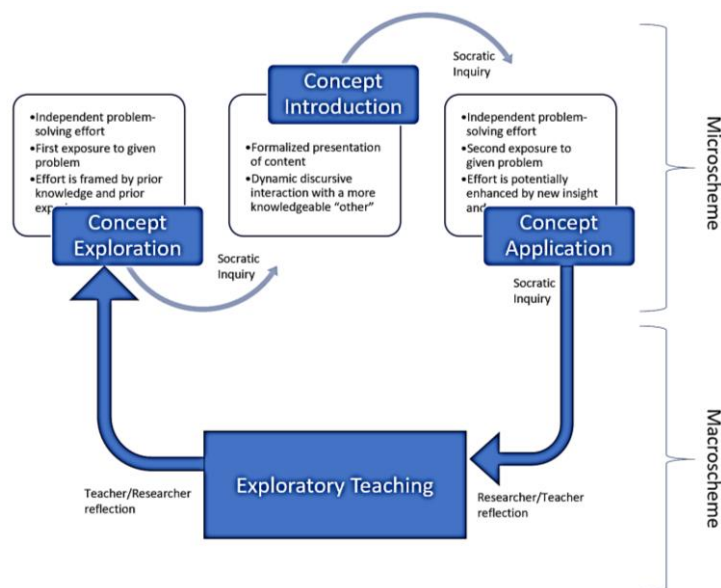 Socratic
Inquiry
Concept
Introduction
•Independent problem-
solving effort
•First exposure to given
problem
•Effort is framed by prior
knowledge and prior
Concept
Exploration
•Formalized presentation
of content
•Dynamic discursive
interaction with a more
knowledgeable “other”
•Independent problem-
solving effort
•Second exposure to
given problem
•Effort is potentially
enhanced by new insight
and
Concept
Application
Socratic
Inquiry
Socratic
Inquiry
Microscheme
Exploratory Teaching
Teacher/Researcher
reflection
Researcher/Teacher
reflection
Macroscheme